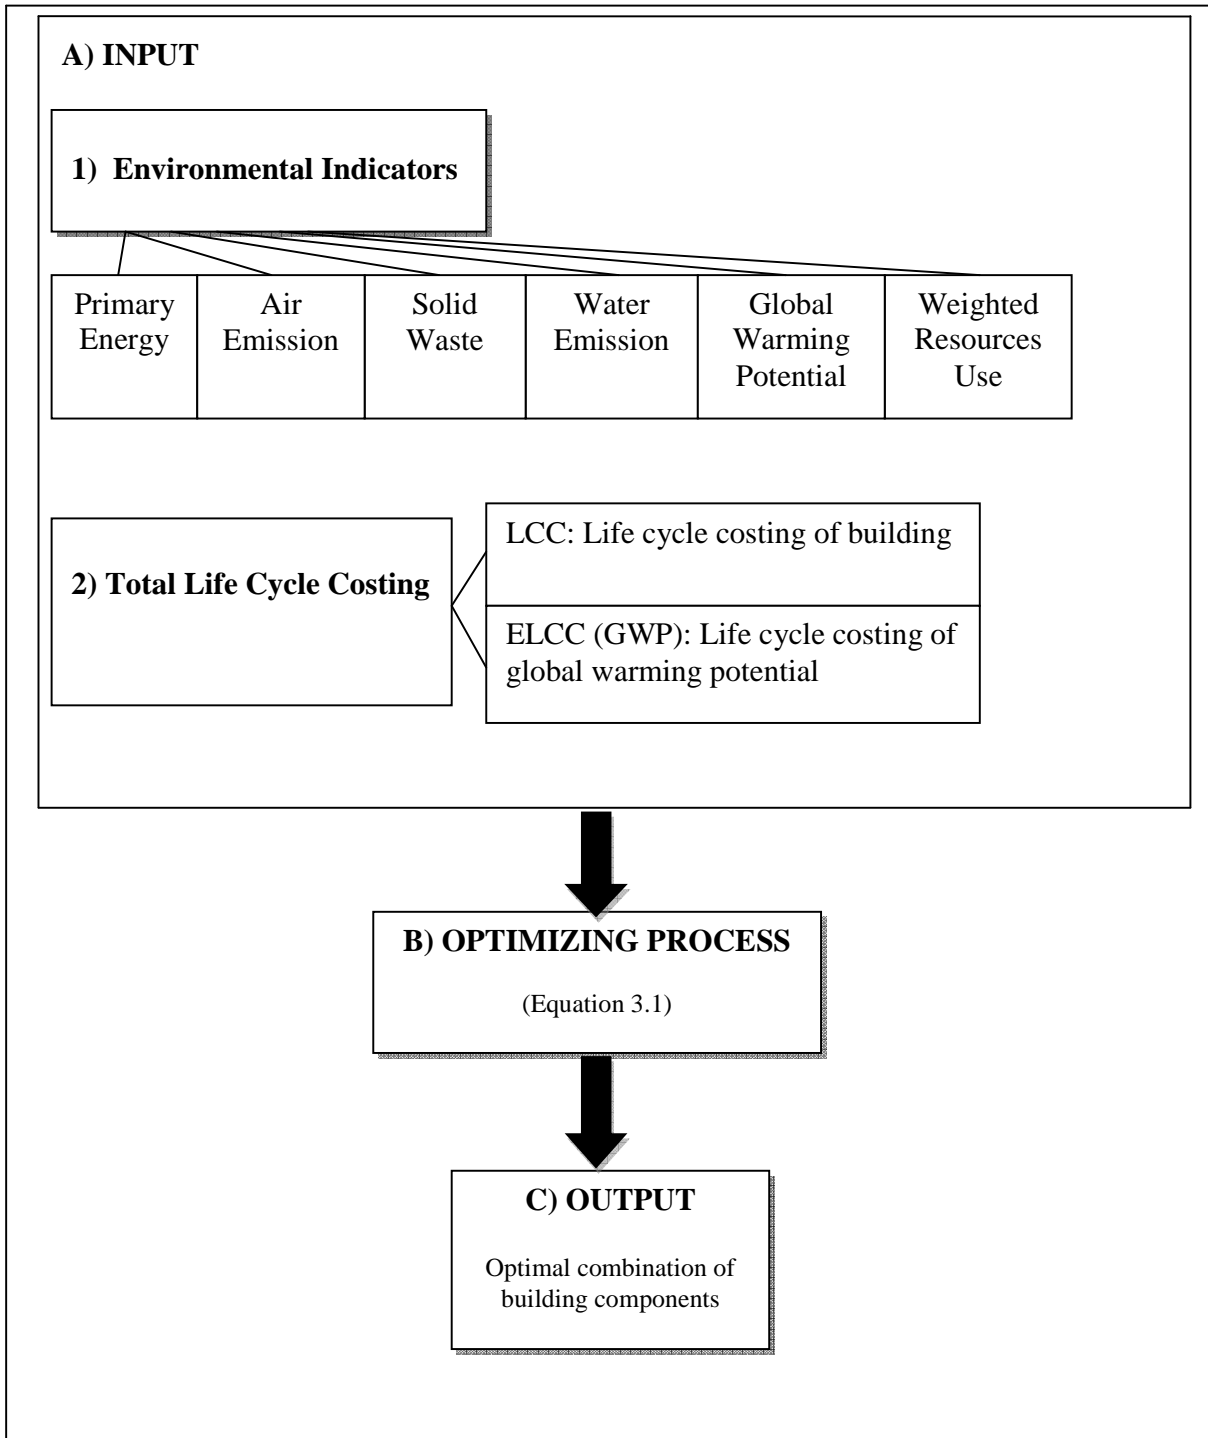 A) INPUT
1) Environmental Indicators
Primary
Energy
Air
Emission
Solid
Waste
Water
Emission
Global
Warming
Potential
Weighted
Resources
Use
2) Total Life Cycle Costing
LCC: Life cycle costing of building
ELCC (GWP): Life cycle costing of
global warming potential
B) OPTIMIZING PROCESS
(Equation 3.1)
C) OUTPUT
Optimal combination of
building components